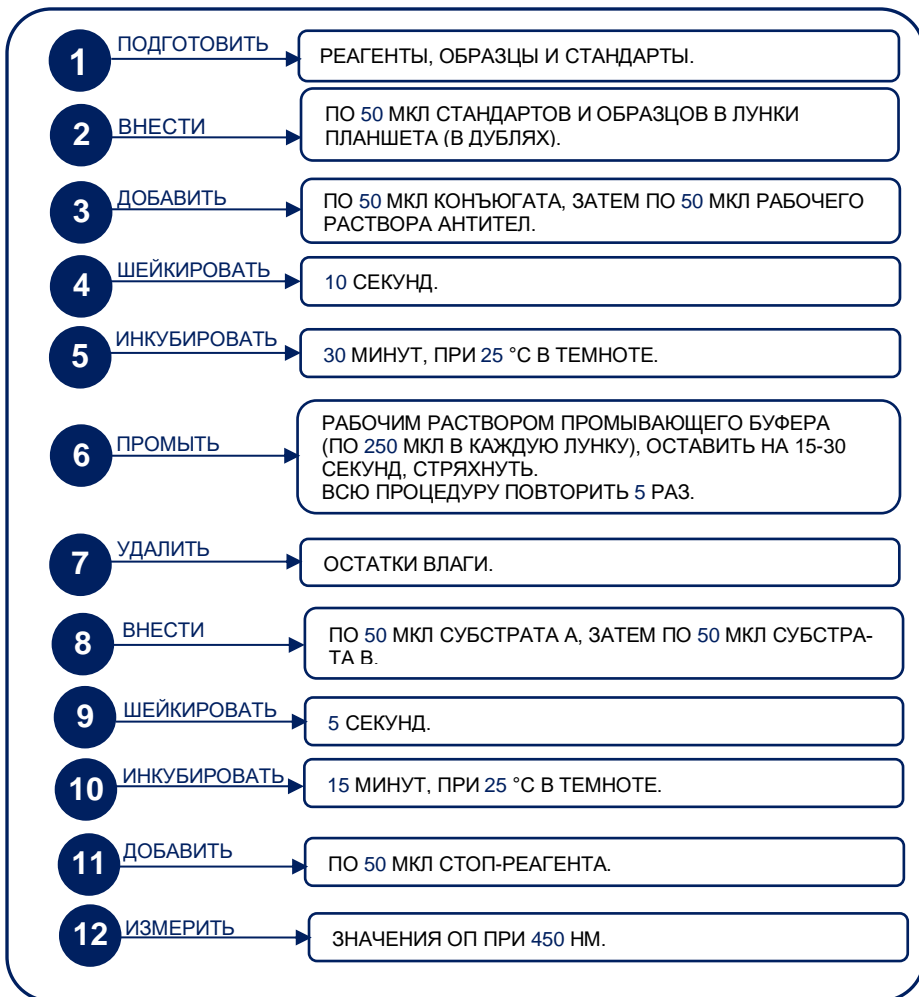 1 ПОДГОТОВИТЬ
РЕАГЕНТЫ, ОБРАЗЦЫ И СТАНДАРТЫ.
2 ВНЕСТИ
ПО 50 МКЛ СТАНДАРТОВ И ОБРАЗЦОВ В ЛУНКИ
ПЛАНШЕТА (В ДУБЛЯХ).
3 ДОБАВИТЬ
ПО 50 МКЛ КОНЪЮГАТА, ЗАТЕМ ПО 50 МКЛ РАБОЧЕГО
РАСТВОРА АНТИТЕЛ.
4 ШЕЙКИРОВАТЬ
10 СЕКУНД.
5 ИНКУБИРОВАТЬ
30 МИНУТ, ПРИ 25 °С В ТЕМНОТЕ.
6 ПРОМЫТЬ
РАБОЧИМ РАСТВОРОМ ПРОМЫВАЮЩЕГО БУФЕРА
(ПО 250 МКЛ В КАЖДУЮ ЛУНКУ), ОСТАВИТЬ НА 15-30
СЕКУНД, СТРЯХНУТЬ.
ВСЮ ПРОЦЕДУРУ ПОВТОРИТЬ 5 РАЗ.
7 УДАЛИТЬ
ОСТАТКИ ВЛАГИ.
8 ВНЕСТИ
ПО 50 МКЛ СУБСТРАТА А, ЗАТЕМ ПО 50 МКЛ СУБСТРА-
ТА В.
9 ШЕЙКИРОВАТЬ
5 СЕКУНД.
10 ИНКУБИРОВАТЬ
15 МИНУТ, ПРИ 25 °С В ТЕМНОТЕ.
11 ДОБАВИТЬ
ПО 50 МКЛ СТОП-РЕАГЕНТА.
12 ИЗМЕРИТЬ
ЗНАЧЕНИЯ ОП ПРИ 450 НМ.